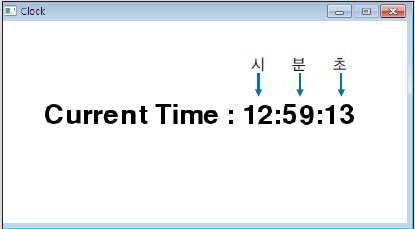 Clock
시 분 초
Current Time : 12:59:13